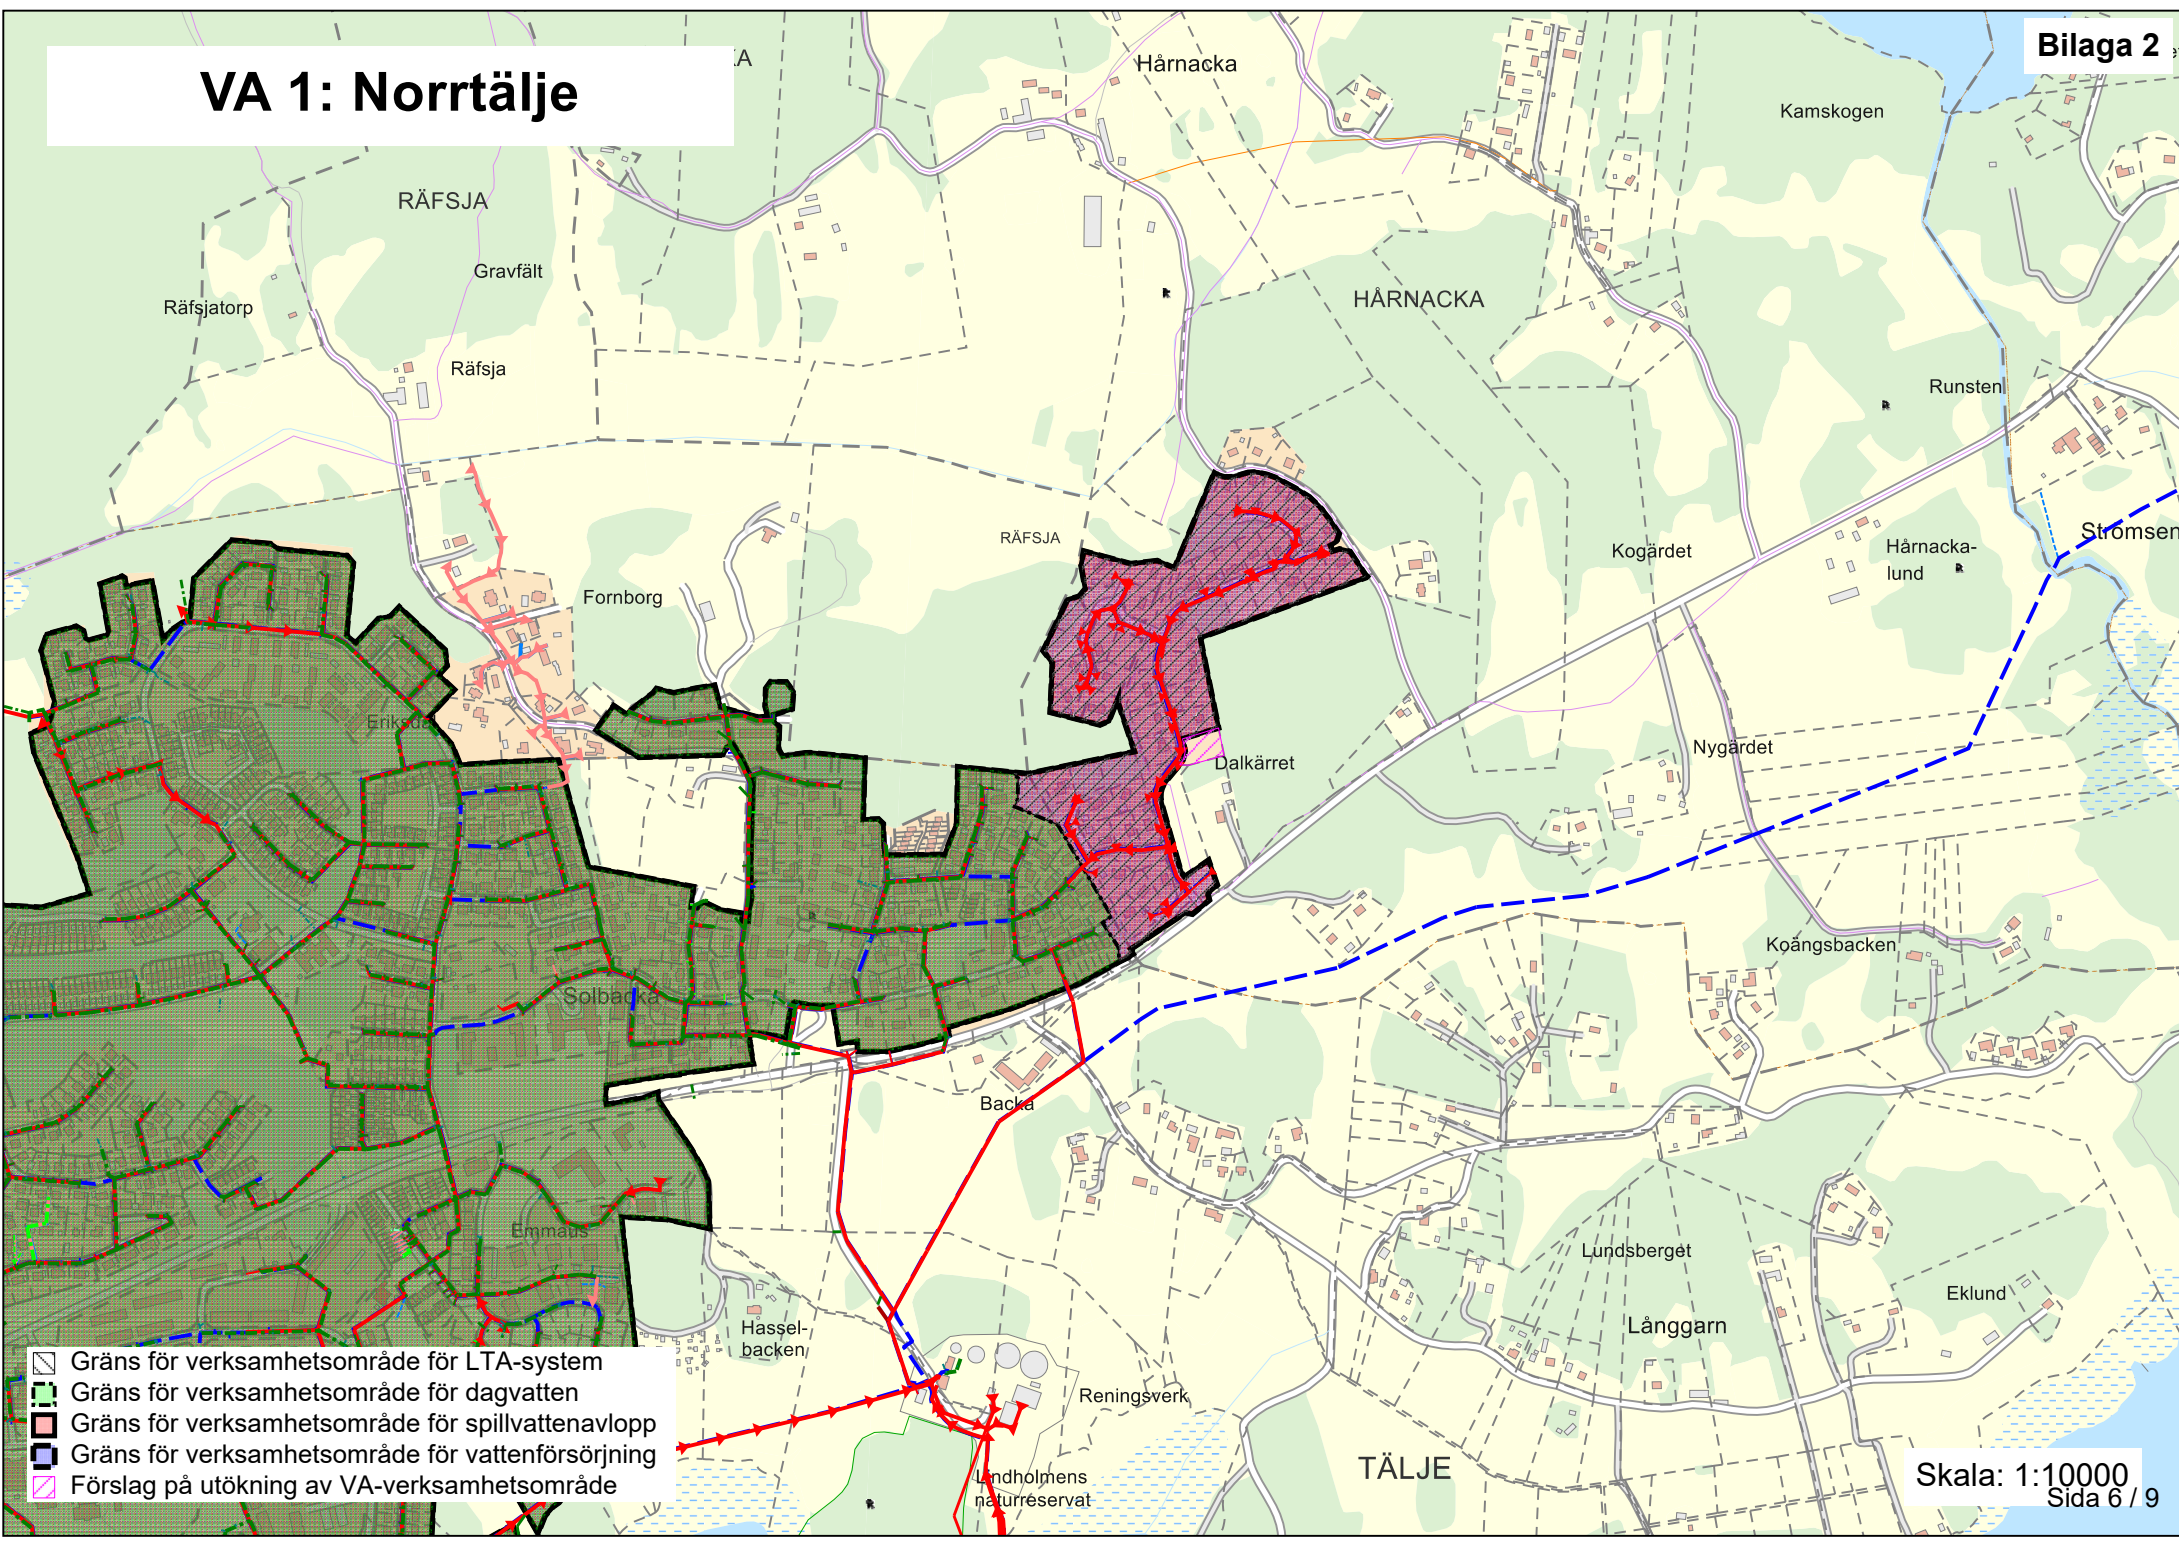 VA 1: Norrtälje
Bilaga 2
KA
Hårnacka
Kamskogen
RÄFSJA
Gravfält
Räfsjatorp
HÅRNACKA
Räfsja
Runsten
RÄFSJA
Strömsen
Kogärdet
Hårnacka-
lund
Fornborg
Eriksdal
Dalkärret
Nygärdet
Koängsbacken
Solbacka
Backa
Emmaus
Lundsberget
Eklund
Hassel-
backen
Långgarn
Reningsverk
Gräns för verksamhetsområde för LTA-system
Gräns för verksamhetsområde för dagvatten
Gräns för verksamhetsområde för spillvattenavlopp
Gräns för verksamhetsområde för vattenförsörjning
Förslag på utökning av VA-verksamhetsområde
Lindholmens
naturreservat
TÄLJE
Skala: 1:10000
Sida 6 / 9